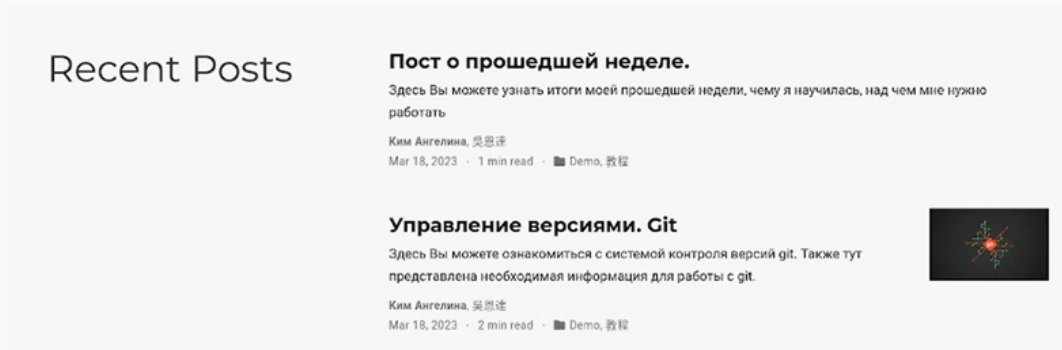 Recent Posts
Пост о прошедшей неделе.
Здесь Вы можете узнать итоги моей прошедшей недели, чему я научилась, над чем мне нужно
работать
Ким Ангелина, 吳恩達
Mar 18, 2023 · 1 min read · Demo, 教程
Управление версиями. Git
Здесь Вы можете ознакомиться с системой контроля версий git. Также тут
представлена необходимая информация для работы с git.
Ким Ангелина, 吳恩達
Mar 18, 2023 · 2 min read · Demo, 教程